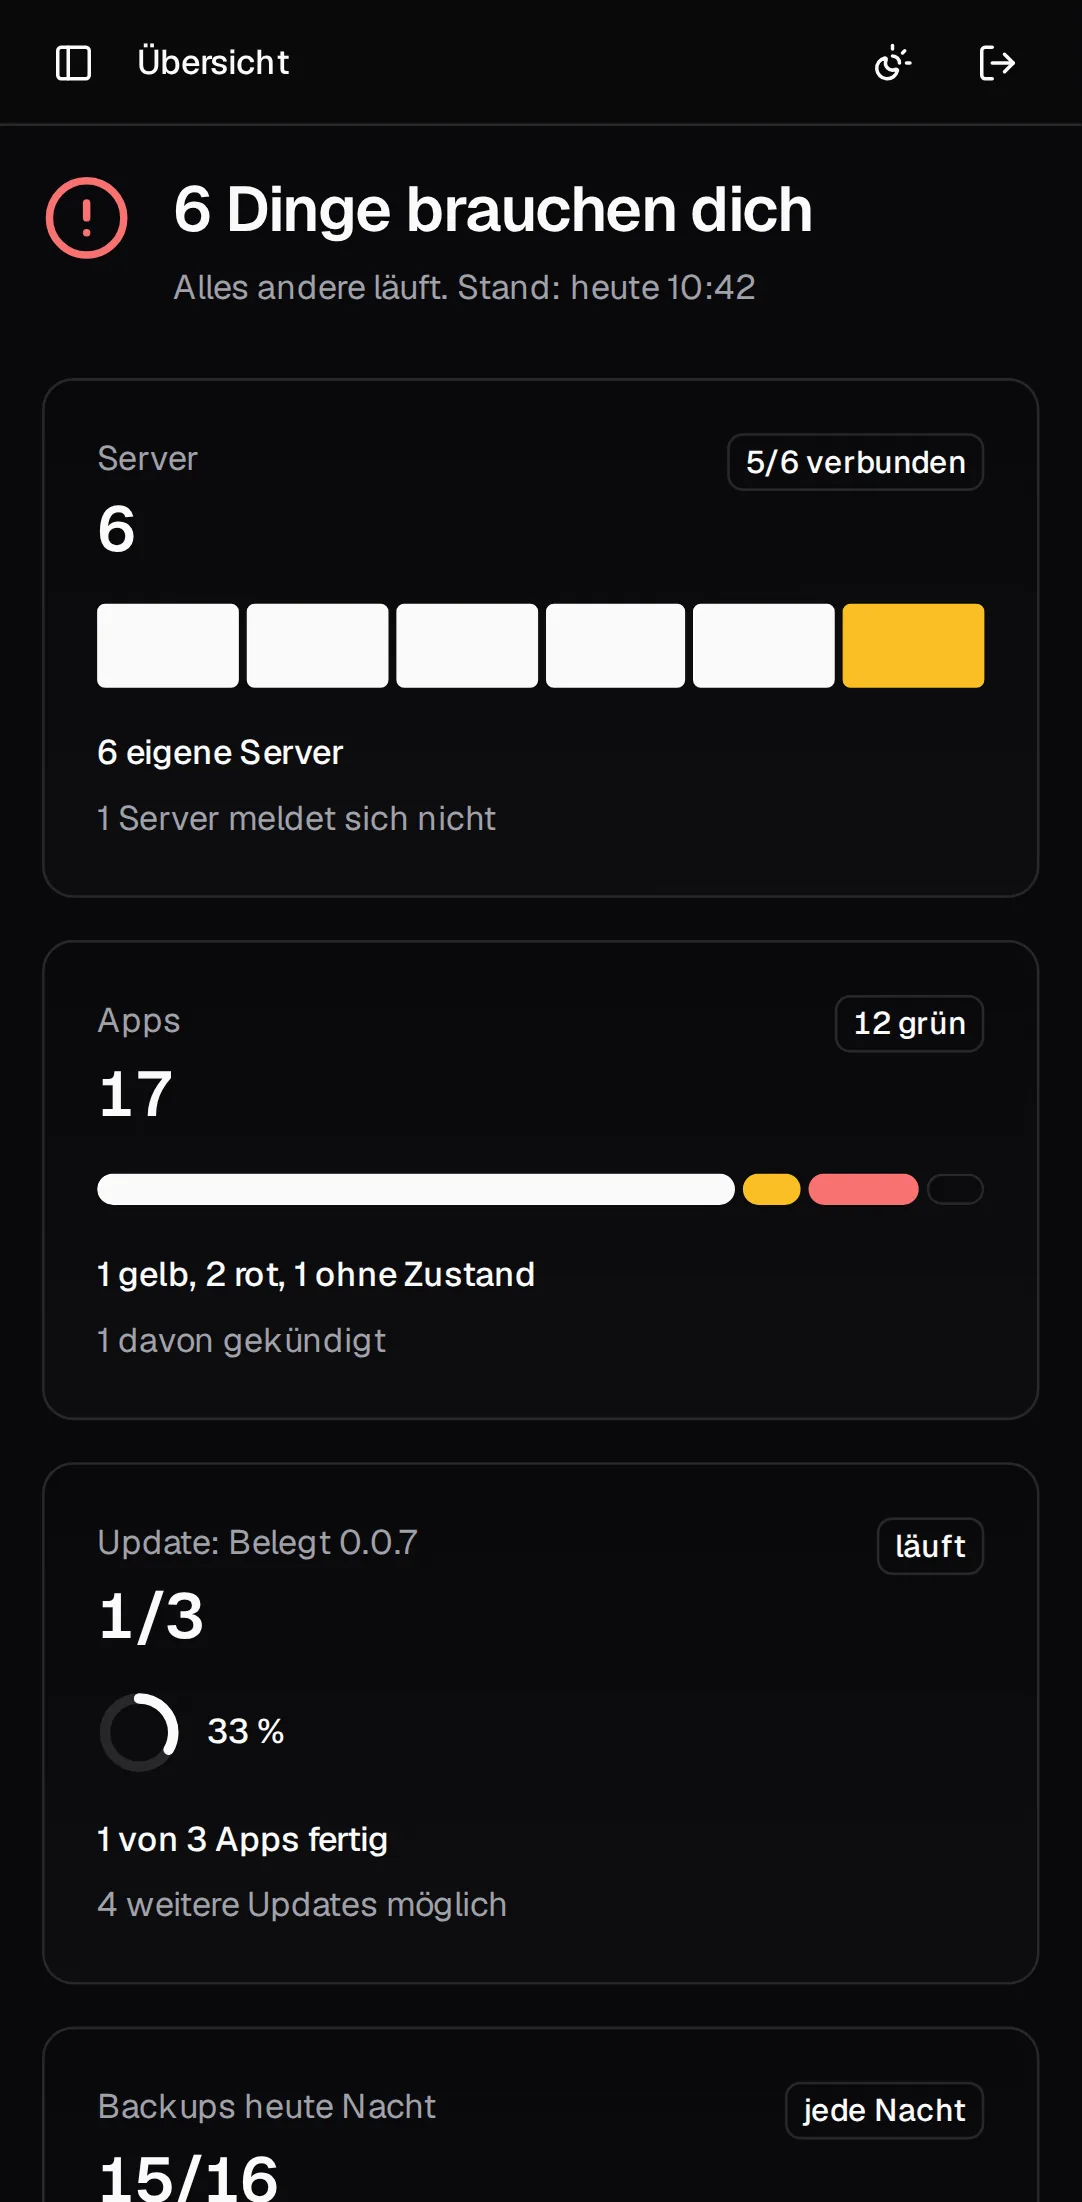 Übersicht
6 Dinge brauchen dich
Alles andere läuft. Stand: heute 10:42
Server
5/6 verbunden
6
6 eigene Server
1 Server meldet sich nicht
Apps
12 grün
17
1 gelb, 2 rot, 1 ohne Zustand
1 davon gekündigt
Update: Belegt 0.0.7
läuft
1/3
33 %
1 von 3 Apps fertig
4 weitere Updates möglich
Backups heute Nacht
jede Nacht
15/16